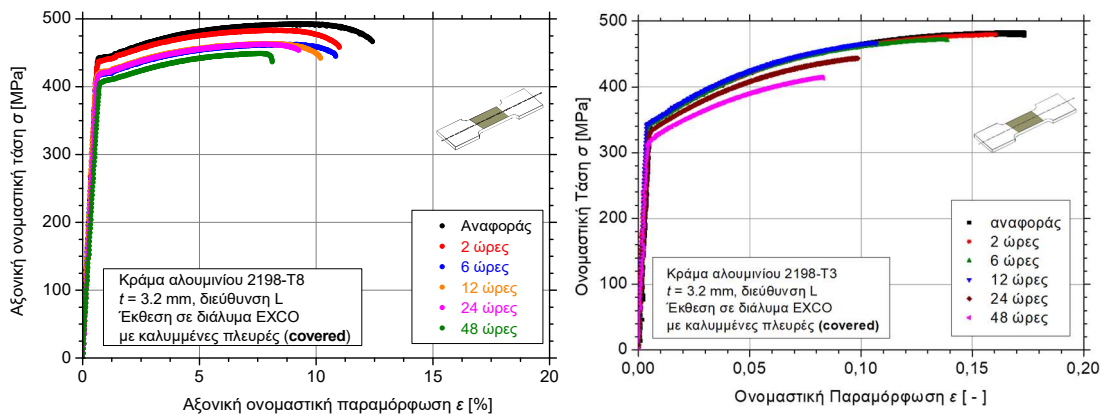 Αξονική ονομαστική τάση σ [MPa]
500
400
300
200
100
0
0
5
10
15
20
Αξονική ονομαστική παραμόρφωση ε [%]
Αναφοράς
2 ώρες
6 ώρες
12 ώρες
24 ώρες
48 ώρες
Κράμα αλουμινίου 2198-T8
t = 3.2 mm, διεύθυνση L
Έκθεση σε διάλυμα EXCO
με καλυμμένες πλευρές (covered)
Ονομαστική Τάση σ [MPa]
500
400
300
200
100
0
0,00
0,05
0,10
0,15
0,20
Ονομαστική Παραμόρφωση ε [ - ]
αναφοράς
2 ώρες
6 ώρες
12 ώρες
24 ώρες
48 ώρες
Κράμα αλουμινίου 2198-T3
t = 3.2 mm, διεύθυνση L
Έκθεση σε διάλυμα EXCO
με καλυμμένες πλευρές (covered)